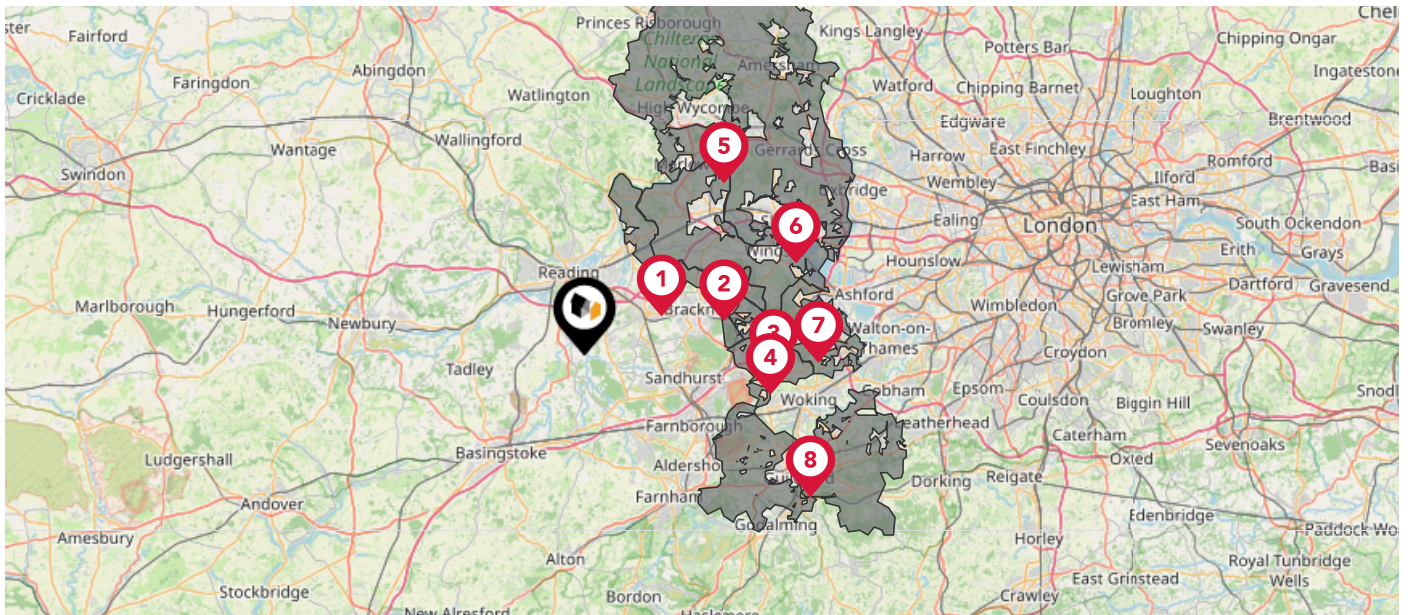 Princes Risborough
Kings Langley
Fairford
Chiltern
National
Landscape
Potters Bar
Chipping Ongar
Abingdon
Amersham
Ingatestone
Faringdon
Cricklade
Watlington
High Wycombe
Watford
Chipping Barnet
Loughton
Edgware
Brentwood
Wantage
Wallingford
5
Gerrards Cross
Harrow
East Finchley
Romford
Swindon
Wembley
Ilford
East Ham
6
Ealing
London
South Ockendon
Erith
Grays
Reading
1
2
Hounslow
Lewisham
Dartford
Gravesend
Marlborough
Hungerford
Ashford
Wimbledon
Grove Park
Newbury
3
7
Walton-on-
Thames
Bromley
Swanley
4
Croydon
Tadley
Sandhurst
Woking
Cobham
Epsom
Coulsdon
Biggin Hill
Farnborough
Leatherhead
Caterham
Sevenoaks
Ludgershall
Basingstoke
8
Oxted
Dorking
Reigate
Farnham
Andover
Godalming
Edenbridge
Amesbury
Horley
Alton
Royal Tunbridge
Wells
Stockbridge
Bordon
East Grinstead
Crawley
New Alresford
Haslemere